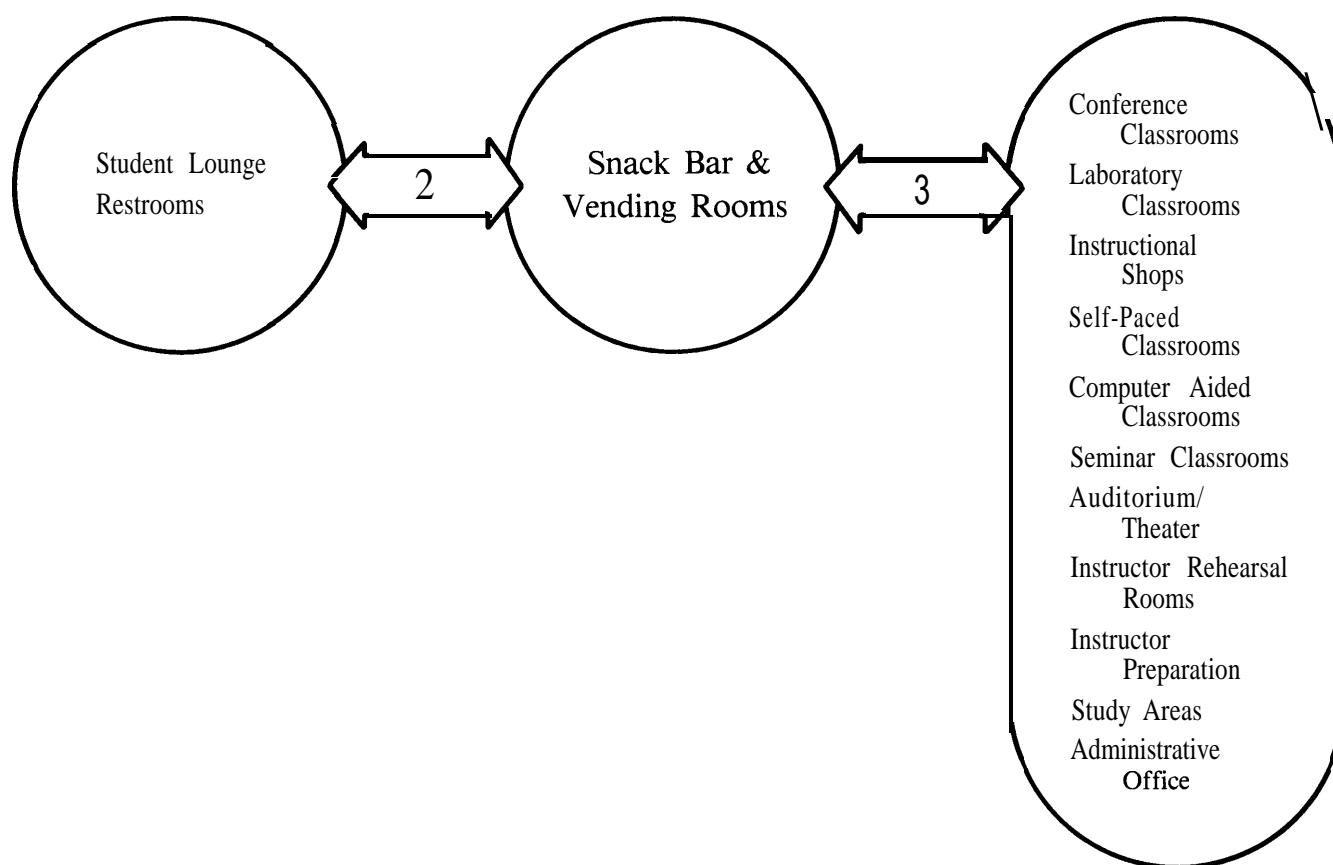 Student Lounge
Restrooms
2
Snack Bar &
Vending Rooms
3
Conference
Classrooms
Laboratory
Classrooms
Instructional
Shops
Self-Paced
Classrooms
Computer Aided
Classrooms
Seminar Classrooms
Auditorium/
Theater
Instructor Rehearsal
Rooms
Instructor
Preparation
Study Areas
Administrative
Office